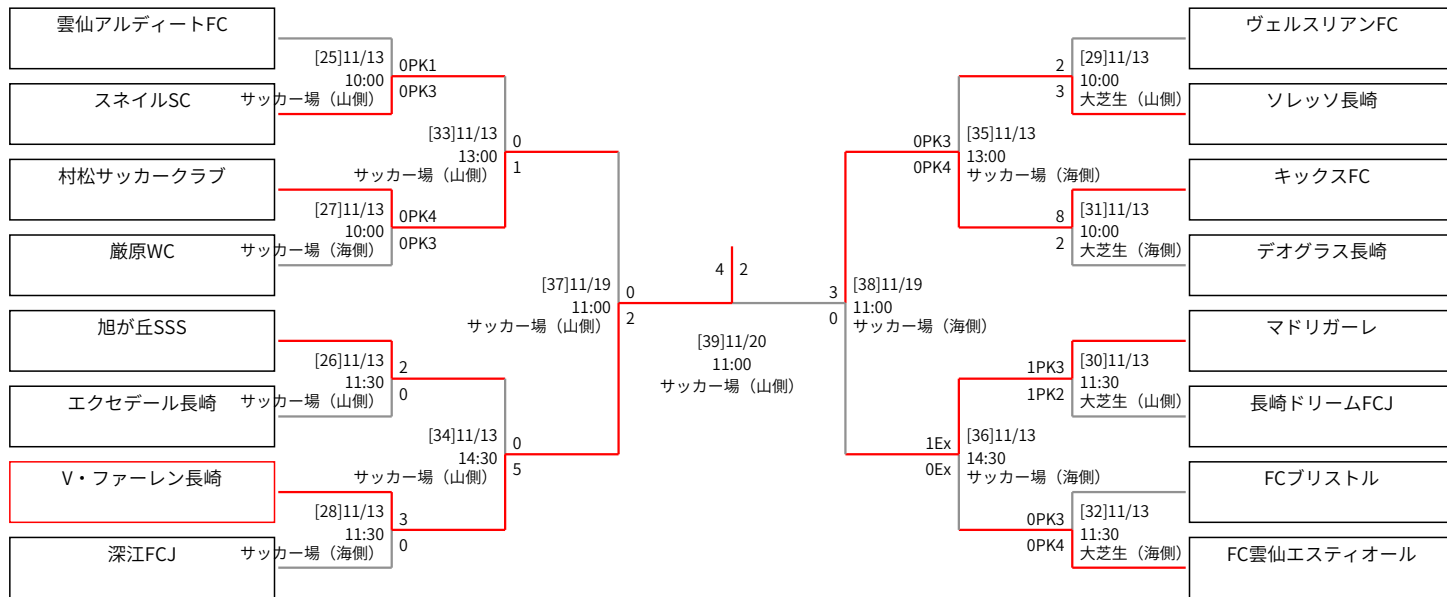 雲仙アルディートFC
[25]11/13
10:00
サッカー場（山側）
0PK1
0PK3
スネイルSC
[33]11/13
13:00
サッカー場（山側）
0
1
村松サッカークラブ
[27]11/13
10:00
サッカー場（海側）
0PK4
0PK3
厳原WC
[37]11/19
11:00
サッカー場（山側）
0
2
旭が丘SSS
[26]11/13
11:30
サッカー場（山側）
2
0
エクセデール長崎
[34]11/13
14:30
サッカー場（山側）
0
5
V・ファーレン長崎
[28]11/13
11:30
サッカー場（海側）
3
0
深江FCJ
4
2
[39]11/20
11:00
サッカー場（山側）
ヴェルスリアンFC
2
3
[29]11/13
10:00
大芝生（山側）
ソレッソ長崎
0PK3
0PK4
[35]11/13
13:00
サッカー場（海側）
キックスFC
8
2
[31]11/13
10:00
大芝生（海側）
デオグラス長崎
3
0
[38]11/19
11:00
サッカー場（海側）
マドリガーレ
1PK3
1PK2
[30]11/13
11:30
大芝生（山側）
長崎ドリームFCJ
1Ex
0Ex
[36]11/13
14:30
サッカー場（海側）
FCブリストル
0PK3
0PK4
[32]11/13
11:30
大芝生（海側）
FC雲仙エスティオール